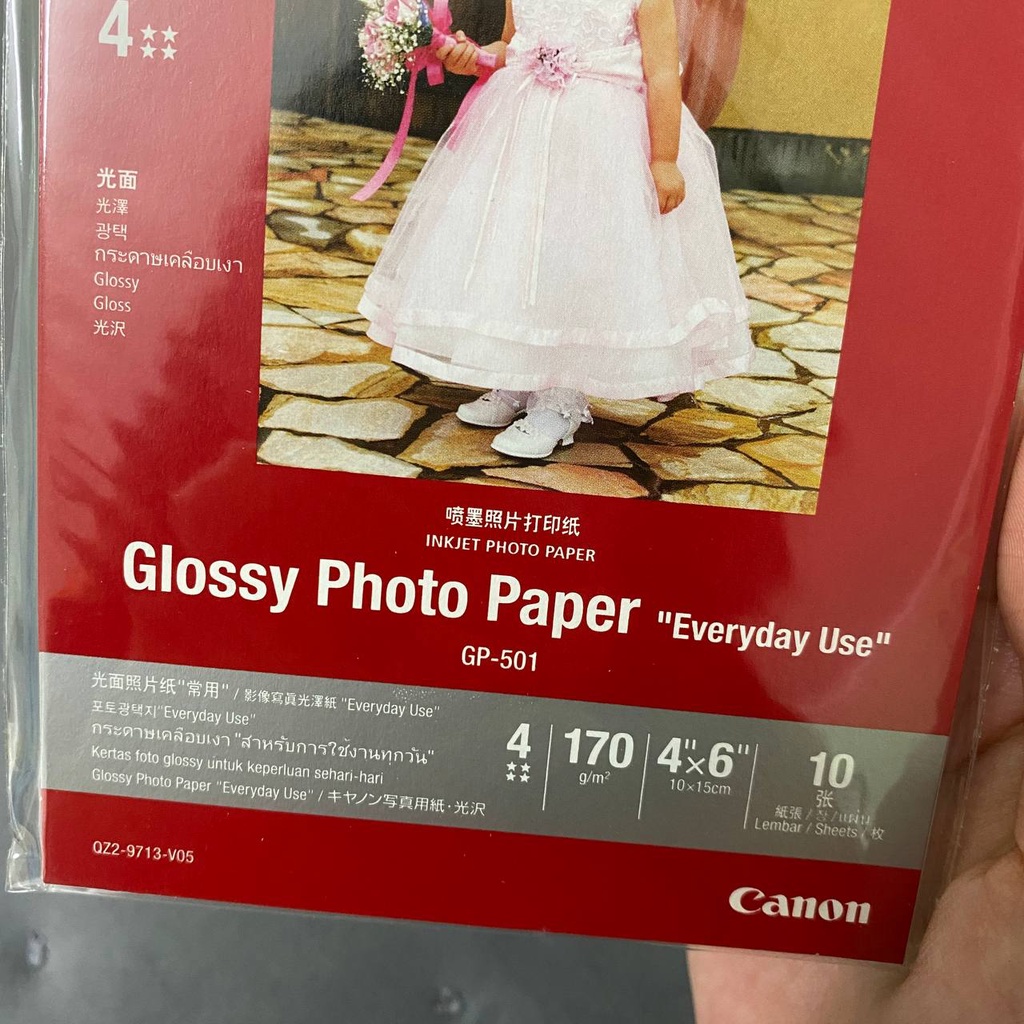 4
光面
光澤
광택
กระดาษเคลือบเงา
Glossy
Gloss
光沢
喷墨照片打印纸
INKJET PHOTO PAPER
Glossy Photo Paper "Everyday Use"
GP-501
光面照片纸"常用" / 影像寫真光澤紙 "Everyday Use"
포토광택지"Everyday Use"
กระดาษเคลือบเงา "สำหรับการใช้งานทุกวัน"
Kertas foto glossy untuk keperluan sehari-hari
Glossy Photo Paper "Everyday Use" / キヤノン写真用紙・光沢
4
170
g/m²
4"×6"
10×15cm
10
张
紙張 / 장 / แผ่น
Lembar / Sheets / 枚
QZ2-9713-V05
Canon